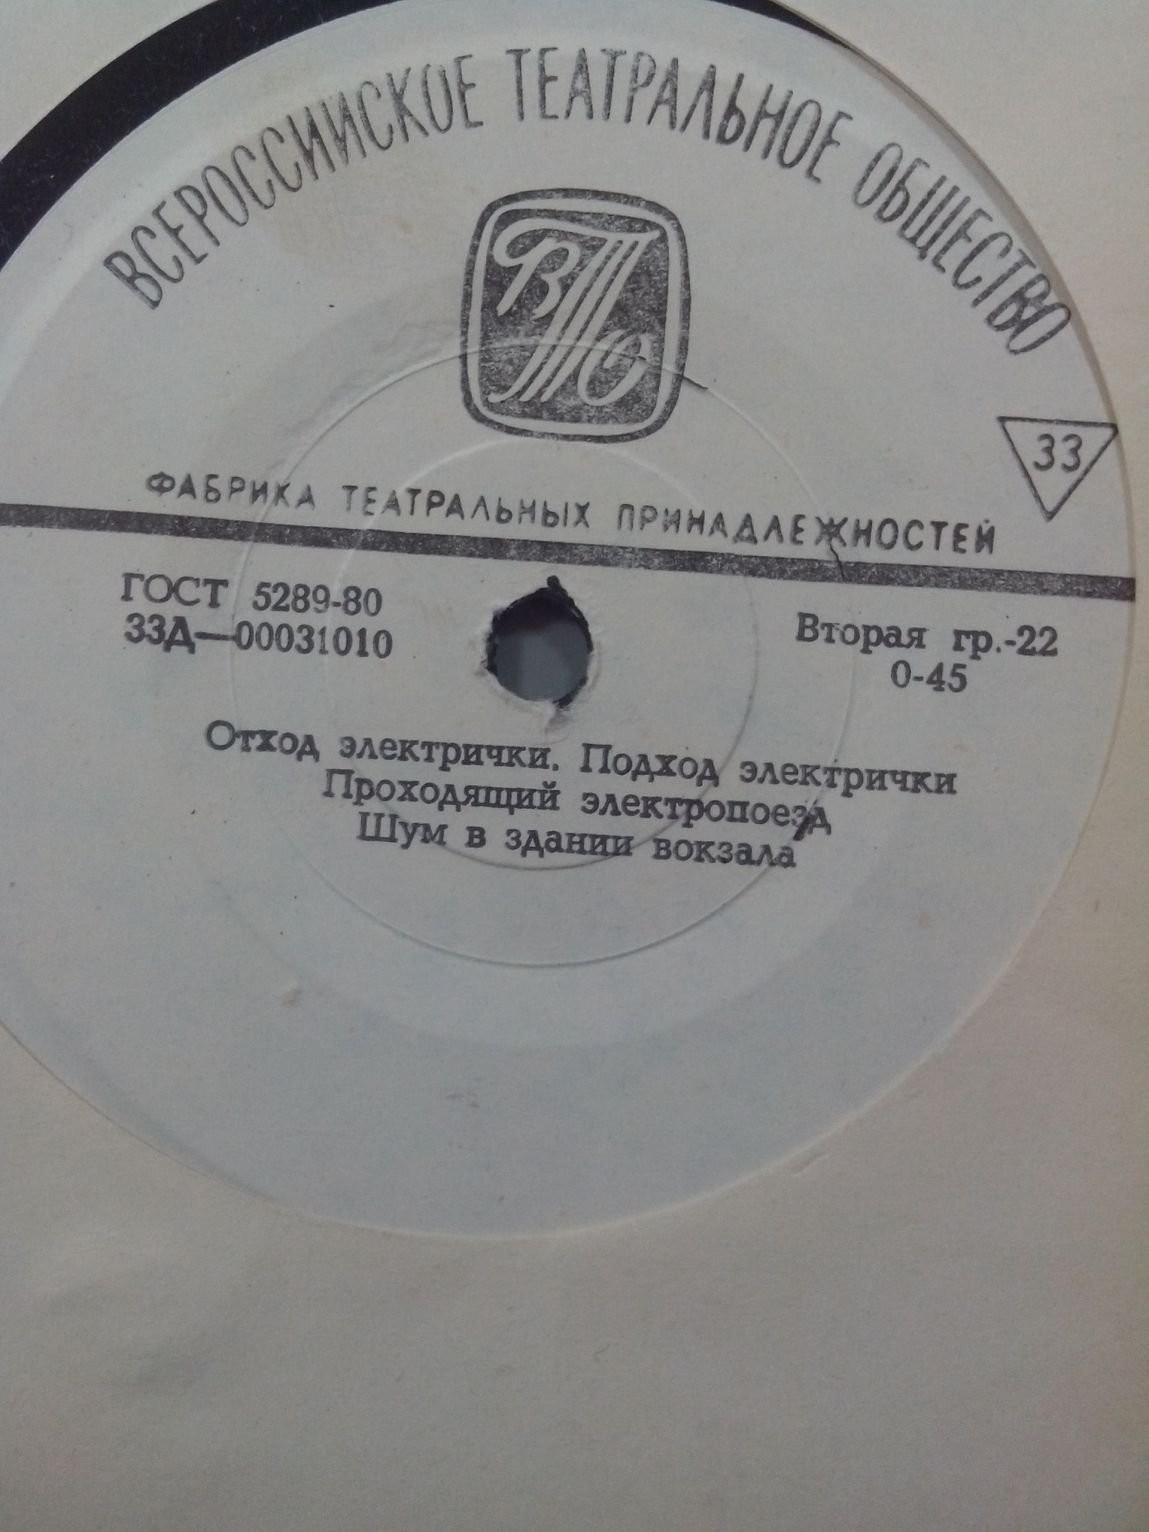 ВСЕРОССИЙСКОЕ ТЕАТРАЛЬНОЕ ОБЩЕСТВО
ВТО
33
ФАБРИКА ТЕАТРАЛЬНЫХ ПРИНАДЛЕЖНОСТЕЙ
ГОСТ 5289-80
33Д—00031010
Вторая гр.-22
0-45
Отход электрички. Подход электрички
Проходящий электропоезд
Шум в здании вокзала